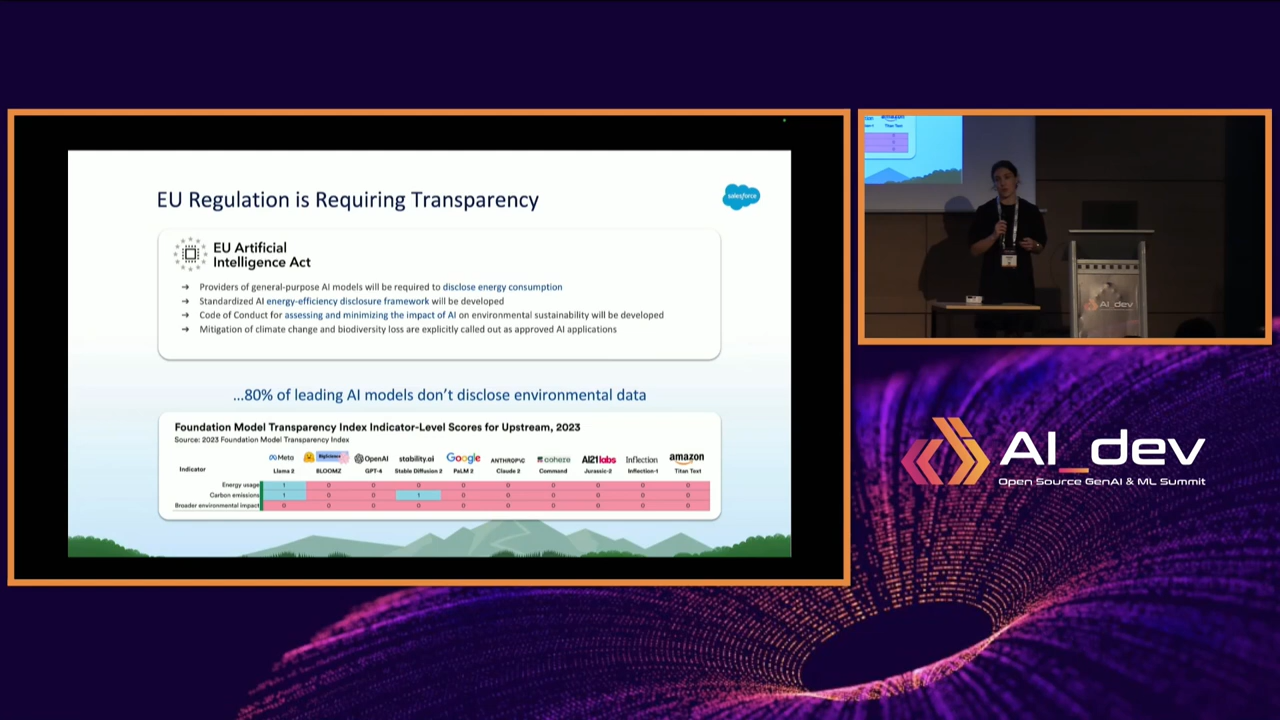 EU Regulation is Requiring Transparency
salesforce
EU Artificial
Intelligence Act
➔ Providers of general-purpose AI models will be required to disclose energy consumption
➔ Standardized AI energy-efficiency disclosure framework will be developed
➔ Code of Conduct for assessing and minimizing the impact of AI on environmental sustainability will be developed
➔ Mitigation of climate change and biodiversity loss are explicitly called out as approved AI applications
...80% of leading AI models don't disclose environmental data
Foundation Model Transparency Index Indicator-Level Scores for Upstream, 2023
Source: 2023 Foundation Model Transparency Index
Meta BigScience OpenAI stability.ai Google ANTHROPIC cohere AI21labs Inflection amazon
Indicator Llama 2 BLOOMZ GPT-4 Stable Diffusion 2 PaLM 2 Claude 2 Command Jurassic-2 Inflection-1 Titan Text
Energy usage 1 0 0 0 0 0 0 0 0 0
Carbon emissions 1 0 0 1 0 0 0 0 0 0
Broader environmental impact 0 0 0 0 0 0 0 0 0 0
Titan Text
AI_dev
AI_dev
Open Source GenAI & ML Summit